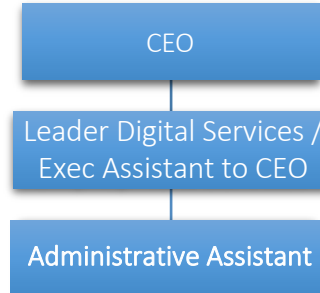 CEO
Leader Digital Services /
Exec Assistant to CEO
Administrative Assistant